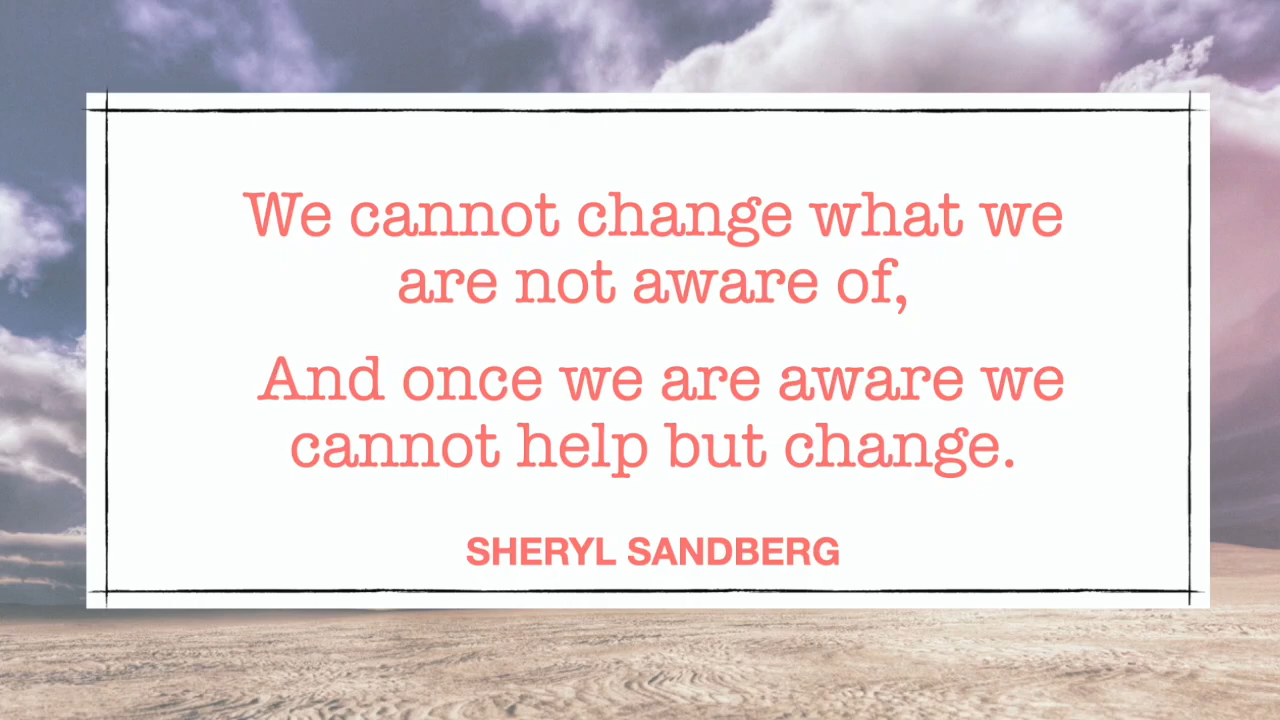 We cannot change what we
are not aware of,
And once we are aware we
cannot help but change.
SHERYL SANDBERG